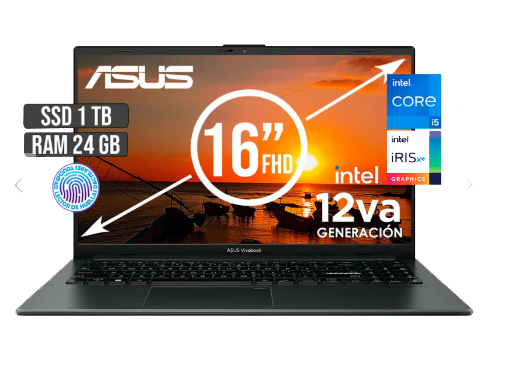 ASUS
SSD 1 TB
RAM 24 GB
16” FHD
intel
CORE
i5
intel
iRIS Xe
GRAPHICS
intel
12va
GENERACIÓN
ASUS Vivobook